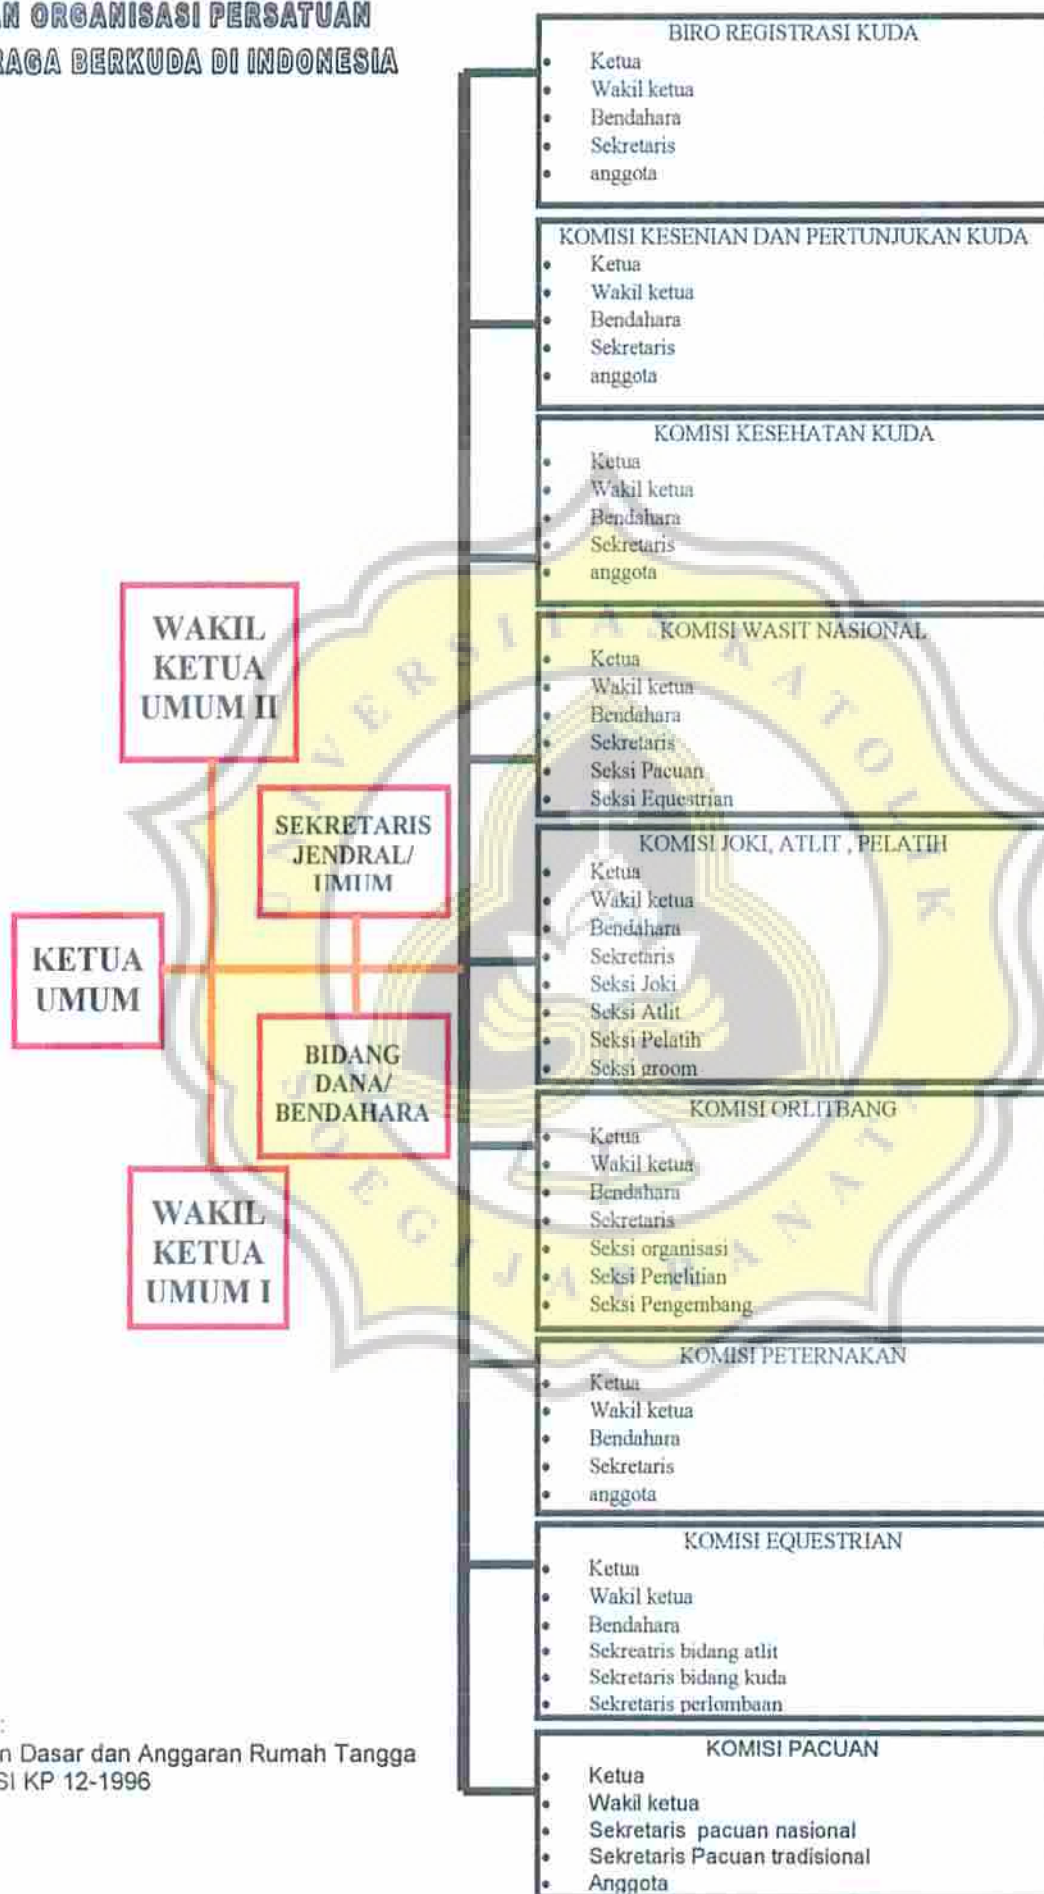 ORGANISASI PERSATUAN
BERKUDA DI INDONESIA
BIRO REGISTRASI KUDA
Ketua
Wakil ketua
Bendahara
Sekretaris
anggota
KOMISI KESENIAN DAN PERTUNJUKAN KUDA
Ketua
Wakil ketua
Bendahara
Sekretaris
anggota
KOMISI KESEHATAN KUDA
Ketua
Wakil ketua
Bendahara
Sekretaris
anggota
KOMISI WASIT NASIONAL
Ketua
Wakil ketua
Bendahara
Sekretaris
Seksi Pacuan
Seksi Equestrian
KOMISI JOKI, ATLIT , PELATIH
Ketua
Wakil ketua
Bendahara
Sekretaris
Seksi Joki
Seksi Atlit
Seksi Pelatih
Seksi groom
KOMISI ORLITBANG
Ketua
Wakil ketua
Bendahara
Sekretaris
Seksi organisasi
Seksi Penelitian
Seksi Pengembang
KOMISI PETERNAKAN
Ketua
Wakil ketua
Bendahara
Sekretaris
anggota
KOMISI EQUESTRIAN
Ketua
Wakil ketua
Bendahara
Sekreatris bidang atlit
Sekretaris bidang kuda
Sekretaris perlombaan
KOMISI PACUAN
Ketua
Wakil ketua
Sekretaris pacuan nasional
Sekretaris Pacuan tradisional
Anggota
WAKIL
KETUA
UMUM II
SEKRETARIS
JENDRAL/
UMUM
KETUA
UMUM
BIDANG
DANA/
BENDAHARA
WAKIL
KETUA
UMUM I
Dasar dan Anggaran Rumah Tangga
KP 12-1996
UNIVERSITAS KATOLIK
SOEGIJAPRANATA